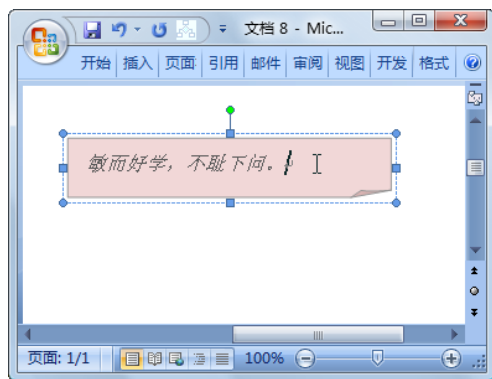 文档 8 - Mic...
开始 插入 页面 引用 邮件 审阅 视图 开发 格式
敏而好学，不耻下问。
页面: 1/1 100%